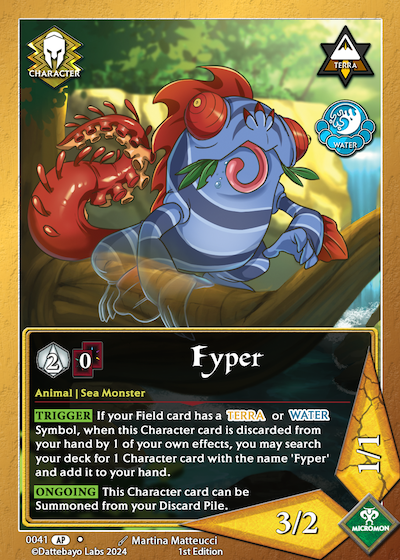 CHARACTER
TERRA
WATER
2
0
Fyper
Animal | Sea Monster
TRIGGER If your Field card has a TERRA or WATER
Symbol, when this Character card is discarded from
your hand by 1 of your own effects, you may search
your deck for 1 Character card with the name 'Fyper'
and add it to your hand.
ONGOING This Character card can be
Summoned from your Discard Pile.
1/1
3/2
MICROMON
0041 AP Martina Matteucci
©Dattebayo Labs 2024 1st Edition